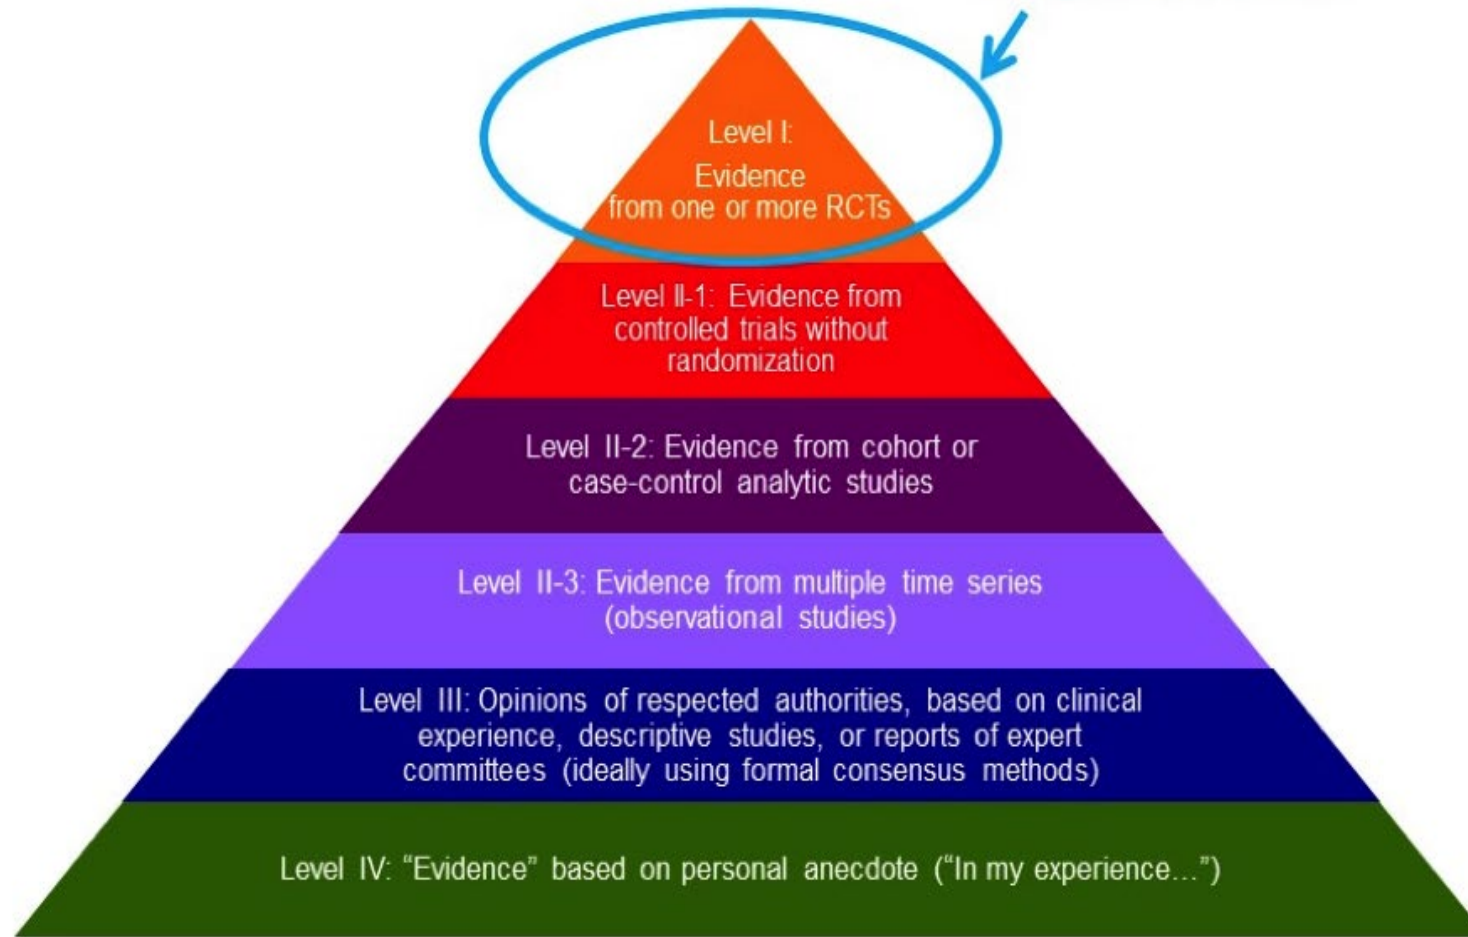 Level I:
Evidence
from one or more RCTs
Level II-1: Evidence from
controlled trials without
randomization
Level II-2: Evidence from cohort or
case-control analytic studies
Level II-3: Evidence from multiple time series
(observational studies)
Level III: Opinions of respected authorities, based on clinical
experience, descriptive studies, or reports of expert
committees (ideally using formal consensus methods)
Level IV: “Evidence” based on personal anecdote (“In my experience…”)